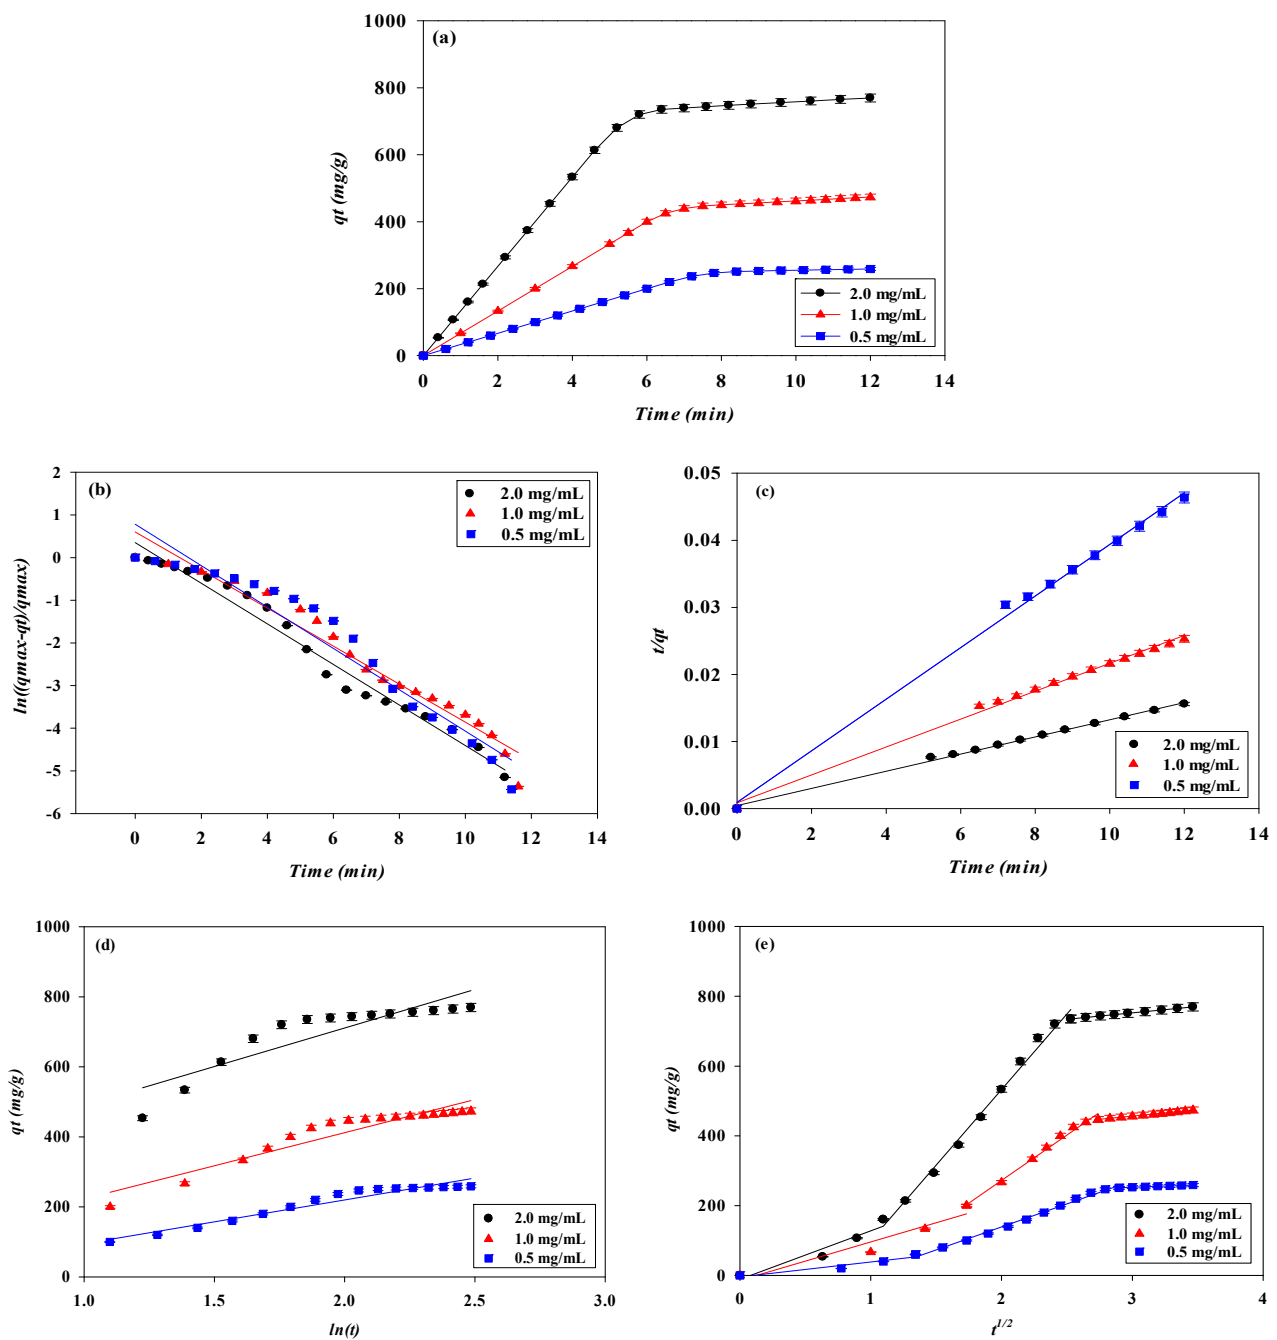 (a)
1000
800
600
400
200
0
qt (mg/g)
0 2 4 6 8 10 12 14
Time (min)
2.0 mg/mL
1.0 mg/mL
0.5 mg/mL
(b)
2
1
0
-1
-2
-3
-4
-5
-6
ln((qmax-qt)/qmax)
0 2 4 6 8 10 12 14
Time (min)
2.0 mg/mL
1.0 mg/mL
0.5 mg/mL
(c)
0.05
0.04
0.03
0.02
0.01
0.00
t/qt
0 2 4 6 8 10 12 14
Time (min)
2.0 mg/mL
1.0 mg/mL
0.5 mg/mL
(d)
1000
800
600
400
200
0
qt (mg/g)
1.0 1.5 2.0 2.5 3.0
ln(t)
2.0 mg/mL
1.0 mg/mL
0.5 mg/mL
(e)
1000
800
600
400
200
0
qt (mg/g)
0 1 2 3 4
t^1/2
2.0 mg/mL
1.0 mg/mL
0.5 mg/mL